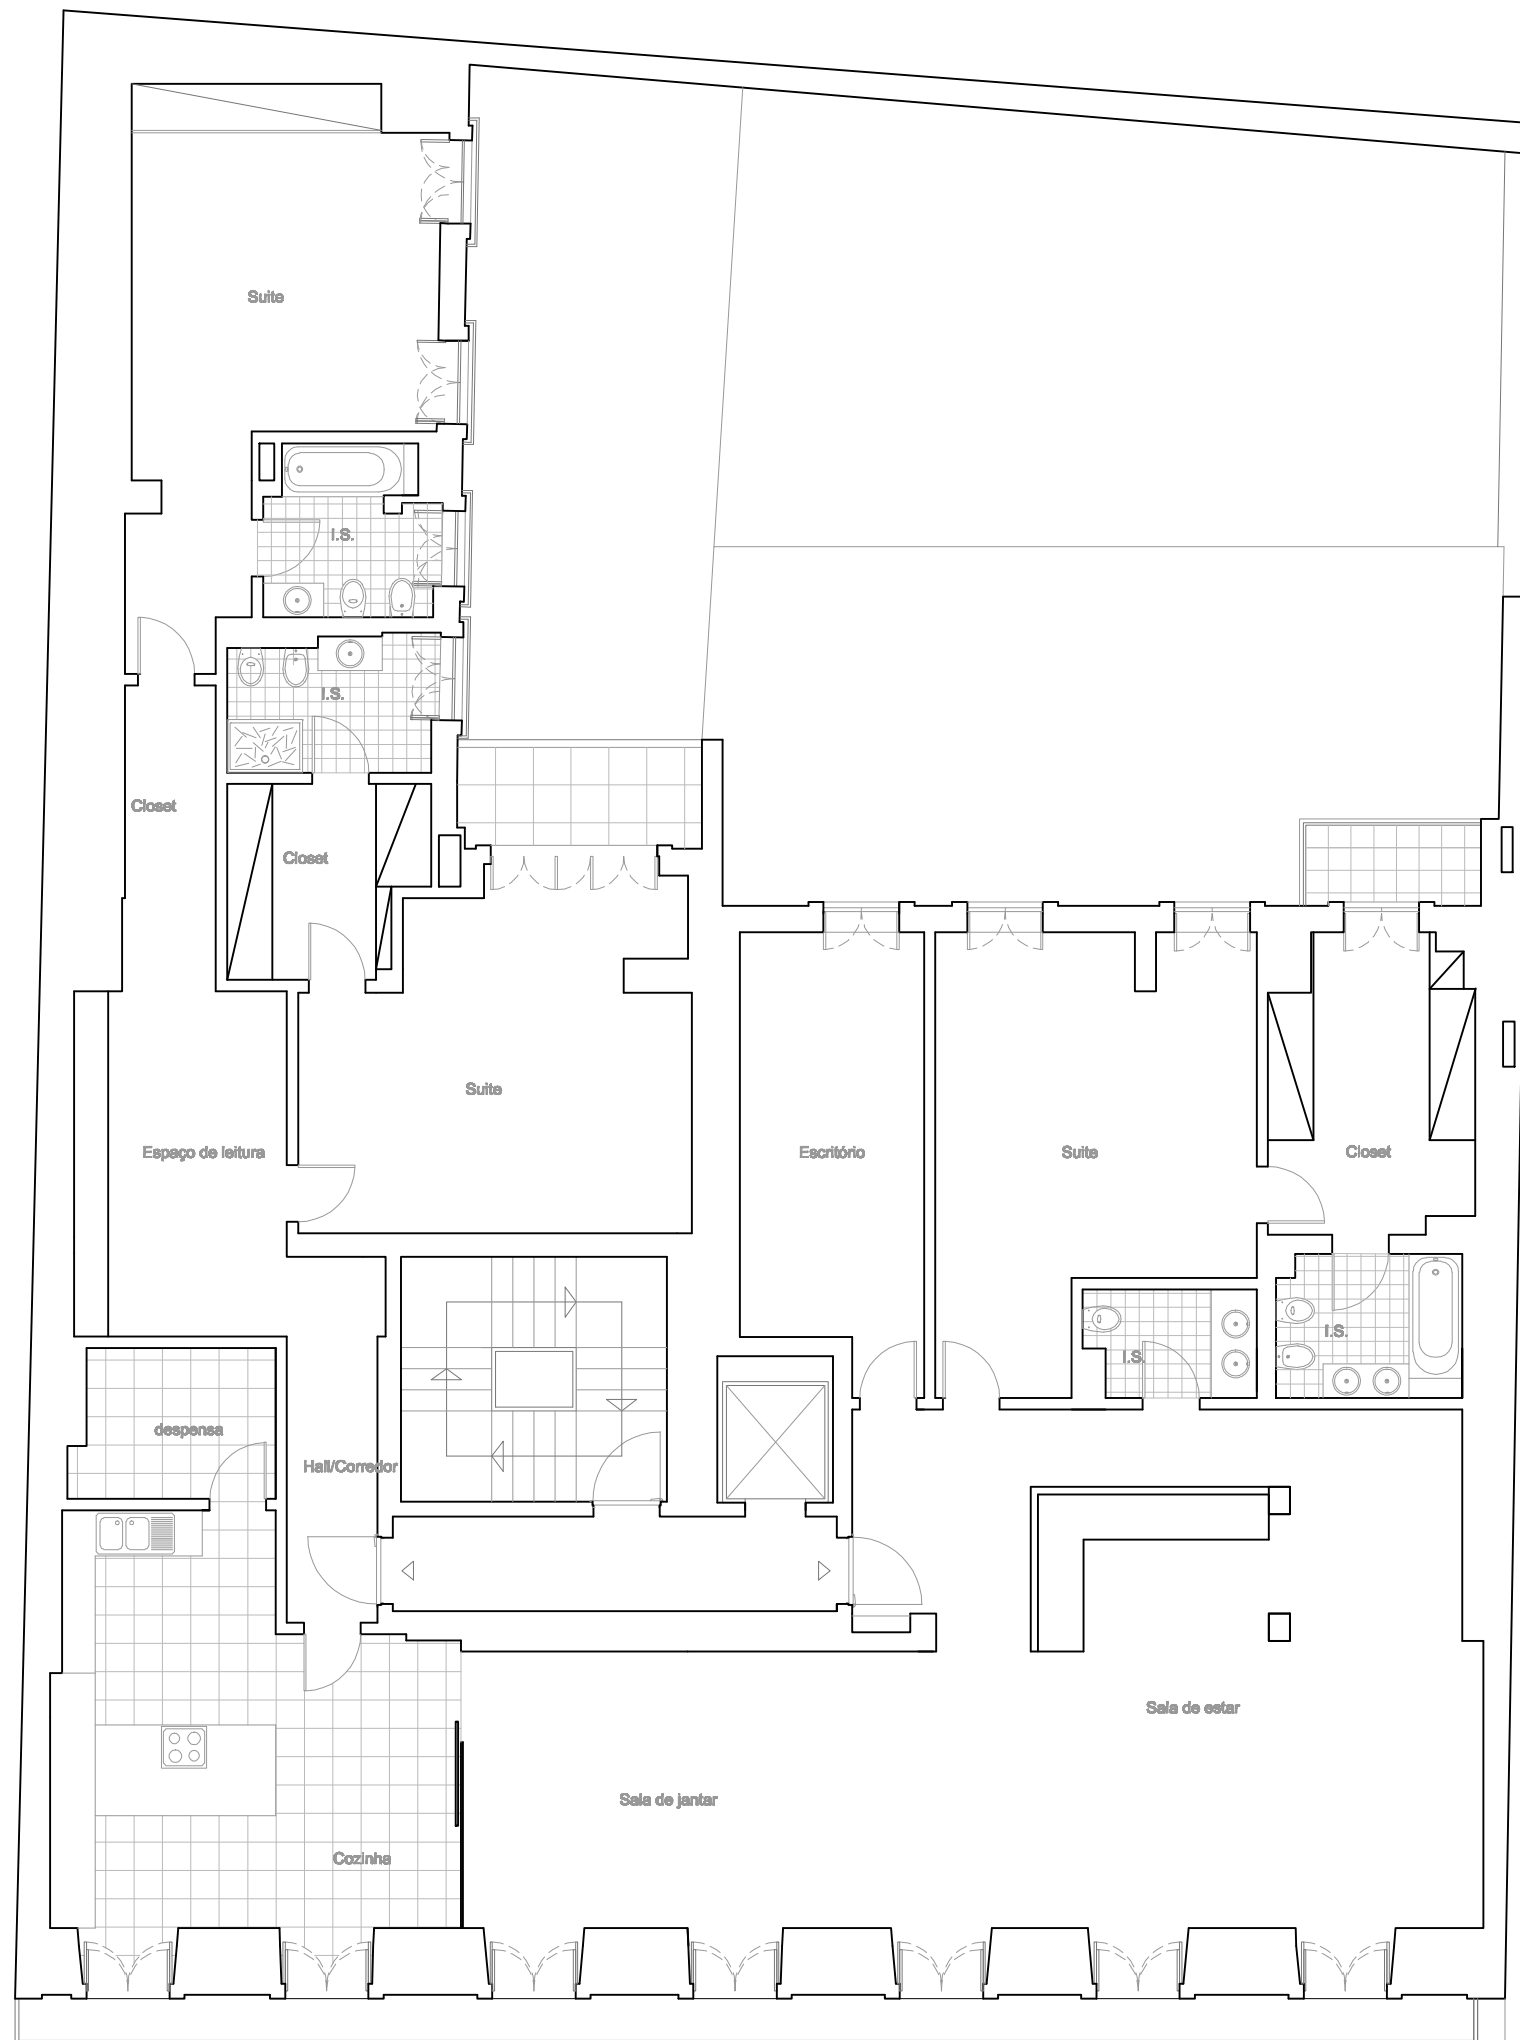 Suite
I.S.
I.S.
Closet
Closet
Suite
Espaço de leitura
Escritório
Suite
Closet
I.S.
I.S.
despensa
Hall/Corredor
Sala de estar
Sala de jantar
Cozinha